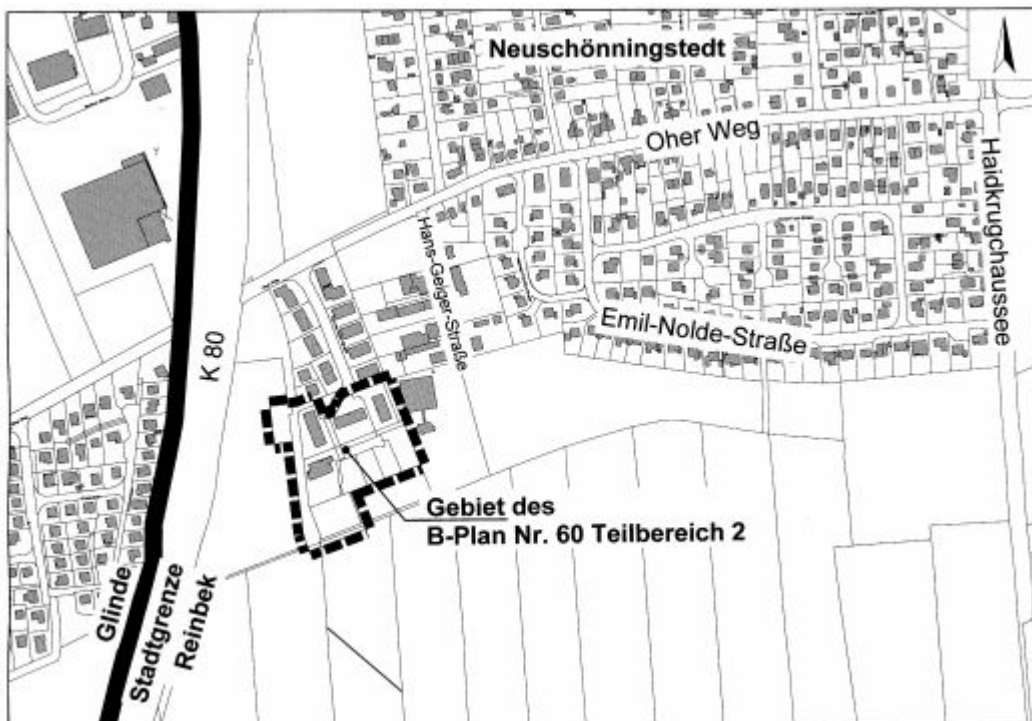 Neuschönningstedt
Oher Weg
Haidkrugchaussee
Hans-Geiger-Straße
Emil-Nolde-Straße
K 80
Gebiet des
B-Plan Nr. 60 Teilbereich 2
Glinde
Stadtgrenze
Reinbek